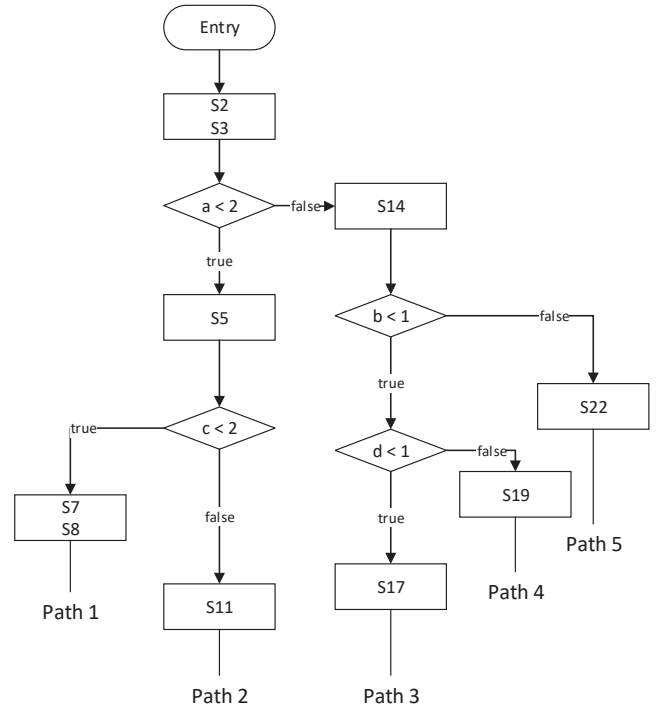 Entry
S2
S3
a < 2
false
S14
true
S5
b < 1
false
true
S22
c < 2
true
d < 1
false
S7
S8
false
true
S19
Path 5
S11
S17
Path 4
Path 1
Path 2
Path 3